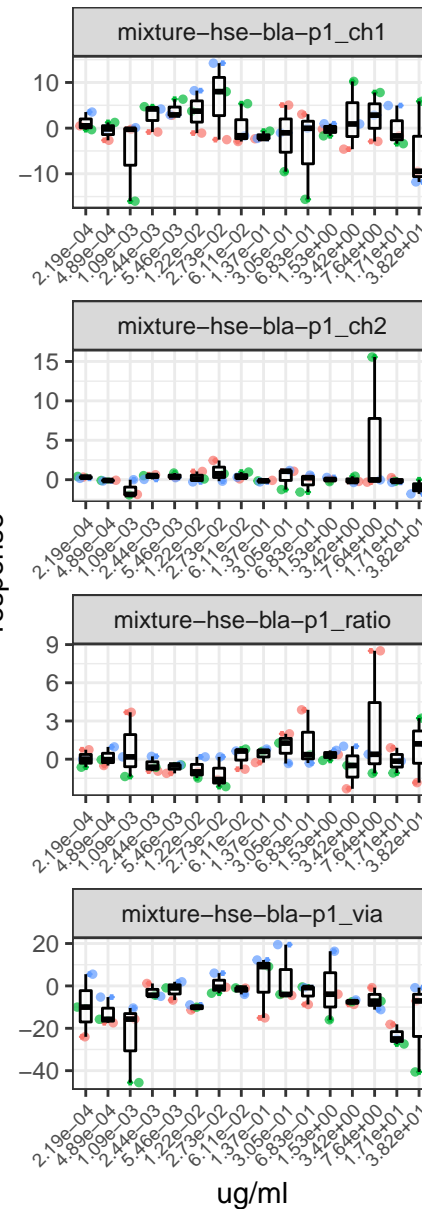 mixture-hse-bla-p1_ch1
10
0
−10
2.19e−04
4.89e−04
1.09e−03
2.44e−03
5.46e−03
1.22e−02
2.73e−02
6.11e−02
1.37e−01
3.05e−01
6.83e−01
1.53e+00
3.42e+00
7.64e+00
1.71e+01
3.82e+01
mixture-hse-bla-p1_ch2
15
10
5
0
2.19e−04
4.89e−04
1.09e−03
2.44e−03
5.46e−03
1.22e−02
2.73e−02
6.11e−02
1.37e−01
3.05e−01
6.83e−01
1.53e+00
3.42e+00
7.64e+00
1.71e+01
3.82e+01
mixture-hse-bla-p1_ratio
9
6
3
0
2.19e−04
4.89e−04
1.09e−03
2.44e−03
5.46e−03
1.22e−02
2.73e−02
6.11e−02
1.37e−01
3.05e−01
6.83e−01
1.53e+00
3.42e+00
7.64e+00
1.71e+01
3.82e+01
mixture-hse-bla-p1_via
20
0
−20
−40
2.19e−04
4.89e−04
1.09e−03
2.44e−03
5.46e−03
1.22e−02
2.73e−02
6.11e−02
1.37e−01
3.05e−01
6.83e−01
1.53e+00
3.42e+00
7.64e+00
1.71e+01
3.82e+01
ug/ml